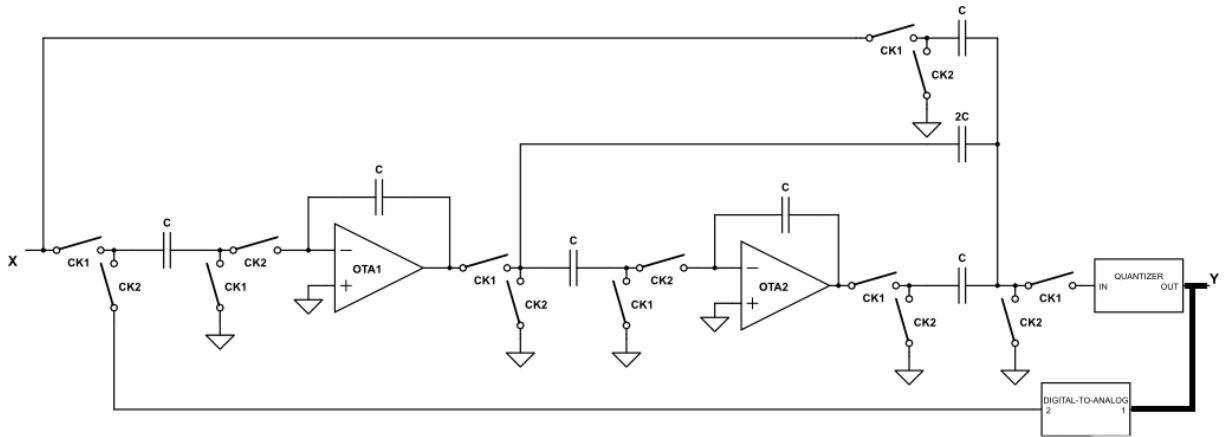 C
CK1
CK2
2C
C
C
C
C
X
CK1
CK2
CK1
CK2
OTA1
CK1
CK2
CK1
CK2
OTA2
CK1
CK2
C
CK2
CK1
QUANTIZER
IN
OUT
Y
DIGITAL-TO-ANALOG
2
1